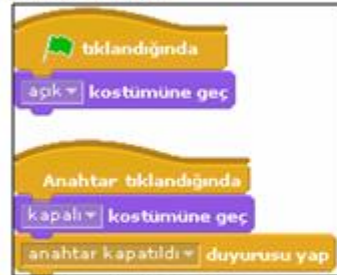 tıklandığında
açık kostümüne geç
Anahtar tıklandığında
kapalı kostümüne geç
anahtar kapatıldı duyurusu yap